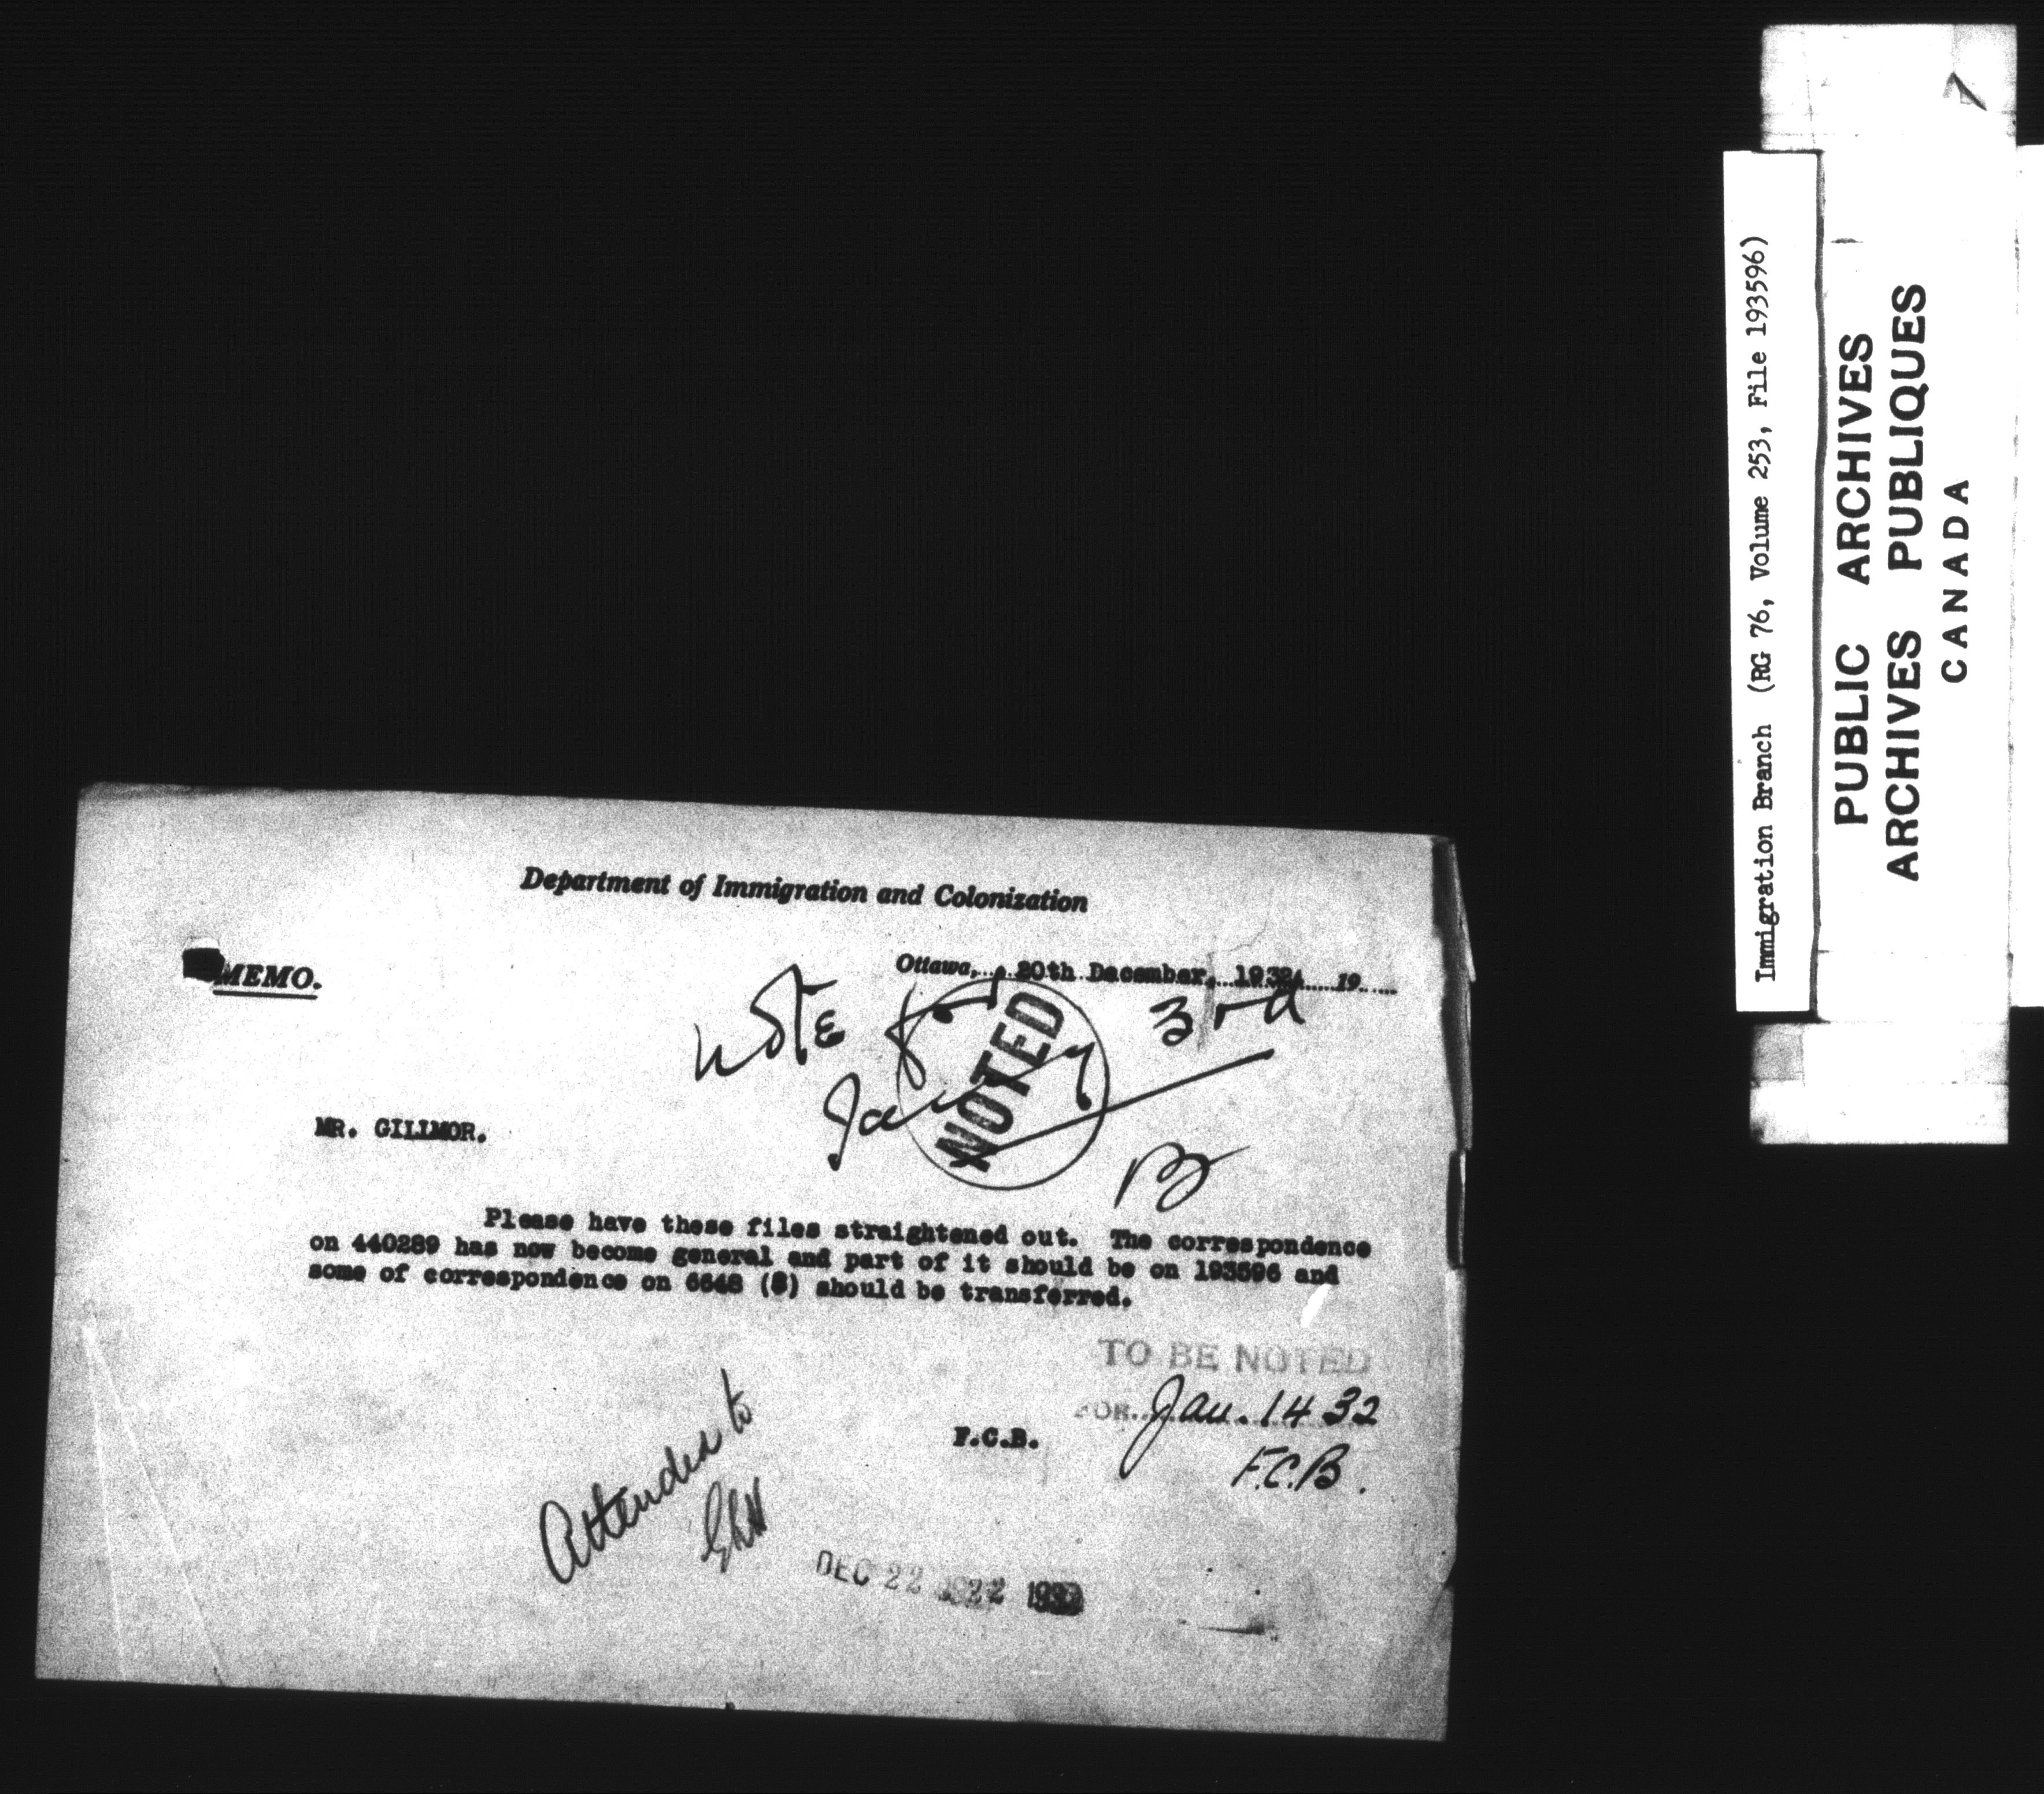 Department of Immigration and Colonization
MEMO.
Ottawa, 20th December, 1932. 19
Note for 3rd
January
NOTED
B
MR. GILLMOR.
Please have these files straightened out. The correspondence
on 440289 has now become general and part of it should be on 193596 and
some of correspondence on 6648 (8) should be transferred.
TO BE NOTED
FOR Jan. 14 32
F.C.B.
F.C.B.
Attended to
DEC 22
Immigration Branch (RG 76, Volume 253, File 193596)
PUBLIC ARCHIVES
ARCHIVES PUBLIQUES
CANADA